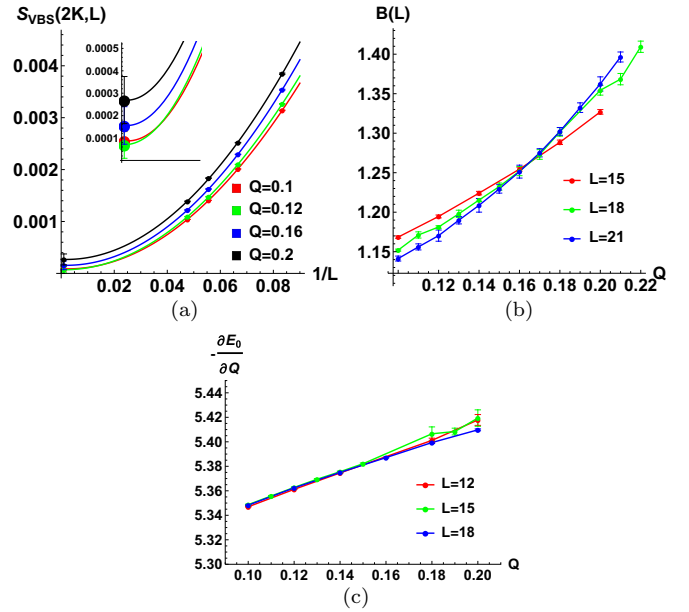 S_VBS(2K,L)
0.004
0.003
0.002
0.001
0.0005
0.0004
0.0003
0.0002
0.0001
Q=0.1
Q=0.12
Q=0.16
Q=0.2
0.02 0.04 0.06 0.08 1/L
(a)
B(L)
1.40
1.35
1.30
1.25
1.20
1.15
L=15
L=18
L=21
0.12 0.14 0.16 0.18 0.20 0.22 Q
(b)
-∂E₀/∂Q
5.44
5.42
5.40
5.38
5.36
5.34
5.32
5.30
L=12
L=15
L=18
0.10 0.12 0.14 0.16 0.18 0.20 Q
(c)